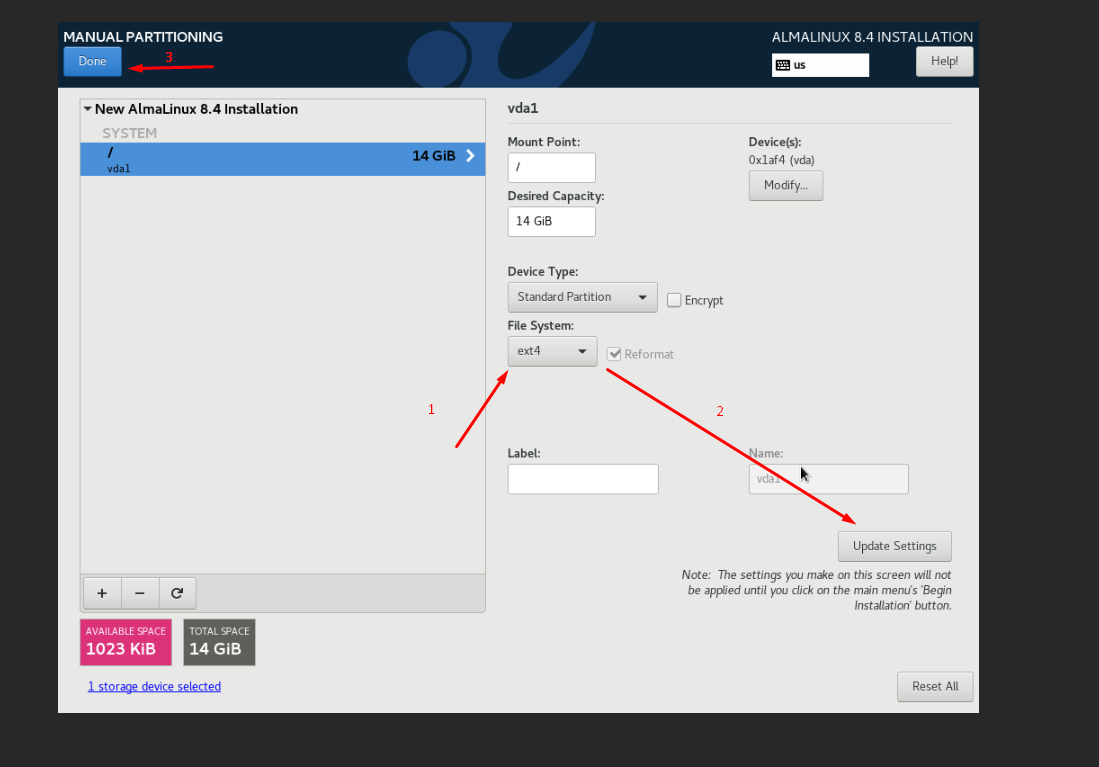 MANUAL PARTITIONING
ALMALINUX 8.4 INSTALLATION
Done
3
us
Help!
New AlmaLinux 8.4 Installation
SYSTEM
/
14 GiB
vda1
vda1
Mount Point:
/
Device(s):
0x1af4 (vda)
Modify...
Desired Capacity:
14 GiB
Device Type:
Standard Partition
Encrypt
File System:
ext4
Reformat
1
2
Label:
Name:
vda1
Update Settings
Note: The settings you make on this screen will not
be applied until you click on the main menu's 'Begin
Installation' button.
+
−
AVAILABLE SPACE
1023 KiB
TOTAL SPACE
14 GiB
1 storage device selected
Reset All